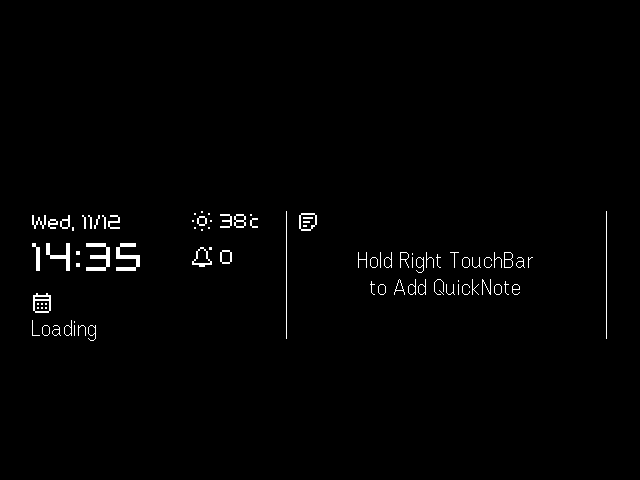 Wed, 11/12
38c
14:35
0
Loading
Hold Right TouchBar
to Add QuickNote